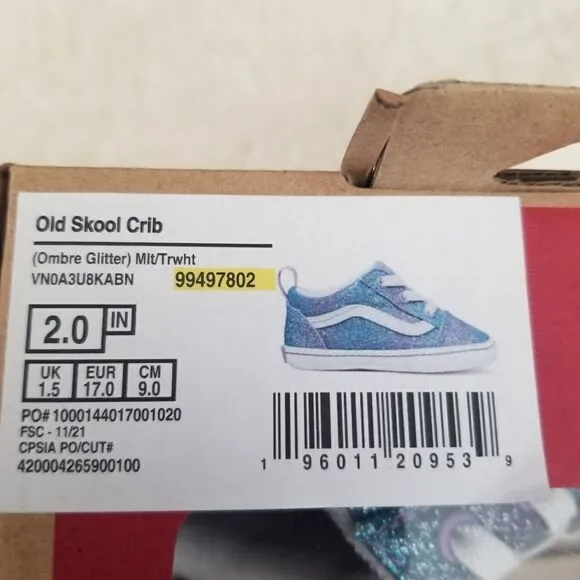 Old Skool Crib
(Ombre Glitter) Mlt/Trwht
VN0A3U8KABN 99497802
2.0 IN
UK EUR CM
1.5 17.0 9.0
PO# 1000144017001020
FSC - 11/21
CPSIA PO/CUT#
420004265900100
1 96011 20953 9